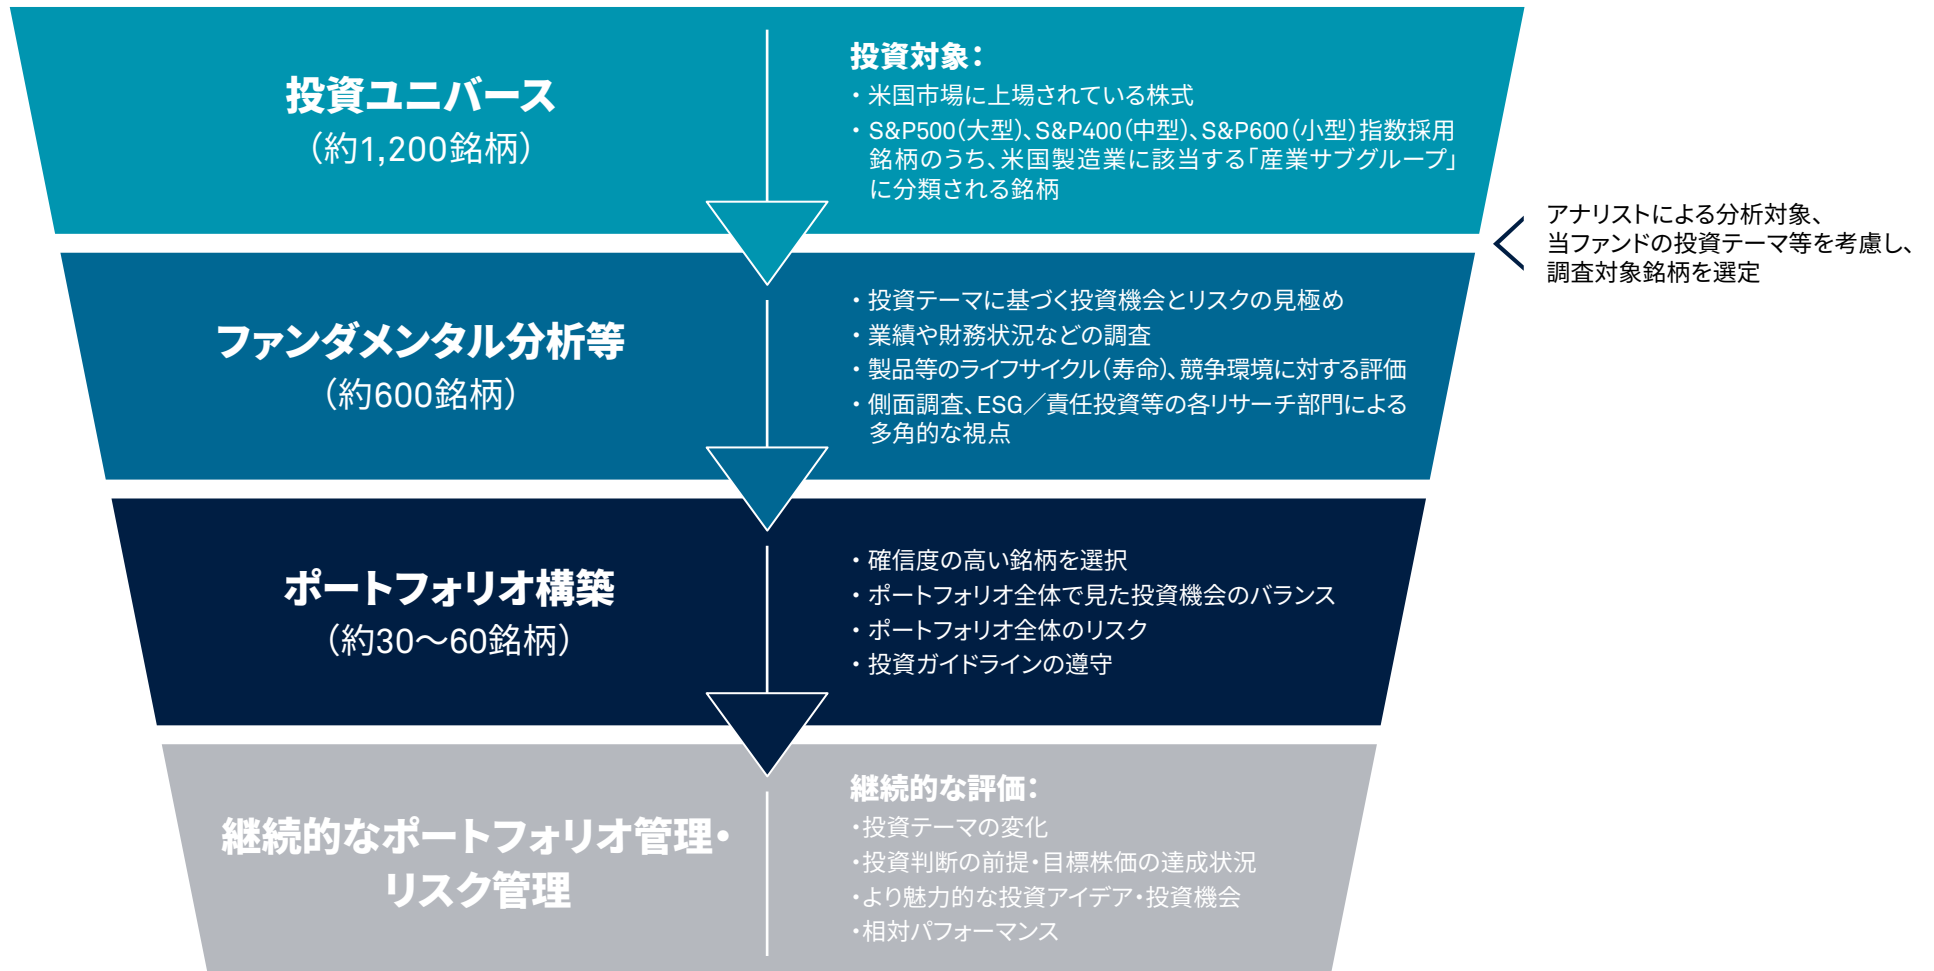 投資ユニバース
（約1,200銘柄）
投資対象：
・米国市場に上場されている株式
・S&P500（大型）、S&P400（中型）、S&P600（小型）指数採用
銘柄のうち、米国製造業に該当する「産業サブグループ」
に分類される銘柄
アナリストによる分析対象、
当ファンドの投資テーマ等を考慮し、
調査対象銘柄を選定
ファンダメンタル分析等
（約600銘柄）
・投資テーマに基づく投資機会とリスクの見極め
・業績や財務状況などの調査
・製品等のライフサイクル（寿命）、競争環境に対する評価
・側面調査、ESG／責任投資等の各リサーチ部門による
多角的な視点
ポートフォリオ構築
（約30～60銘柄）
・確信度の高い銘柄を選択
・ポートフォリオ全体で見た投資機会のバランス
・ポートフォリオ全体のリスク
・投資ガイドラインの遵守
継続的なポートフォリオ管理・
リスク管理
継続的な評価：
・投資テーマの変化
・投資判断の前提・目標株価の達成状況
・より魅力的な投資アイデア・投資機会
・相対パフォーマンス